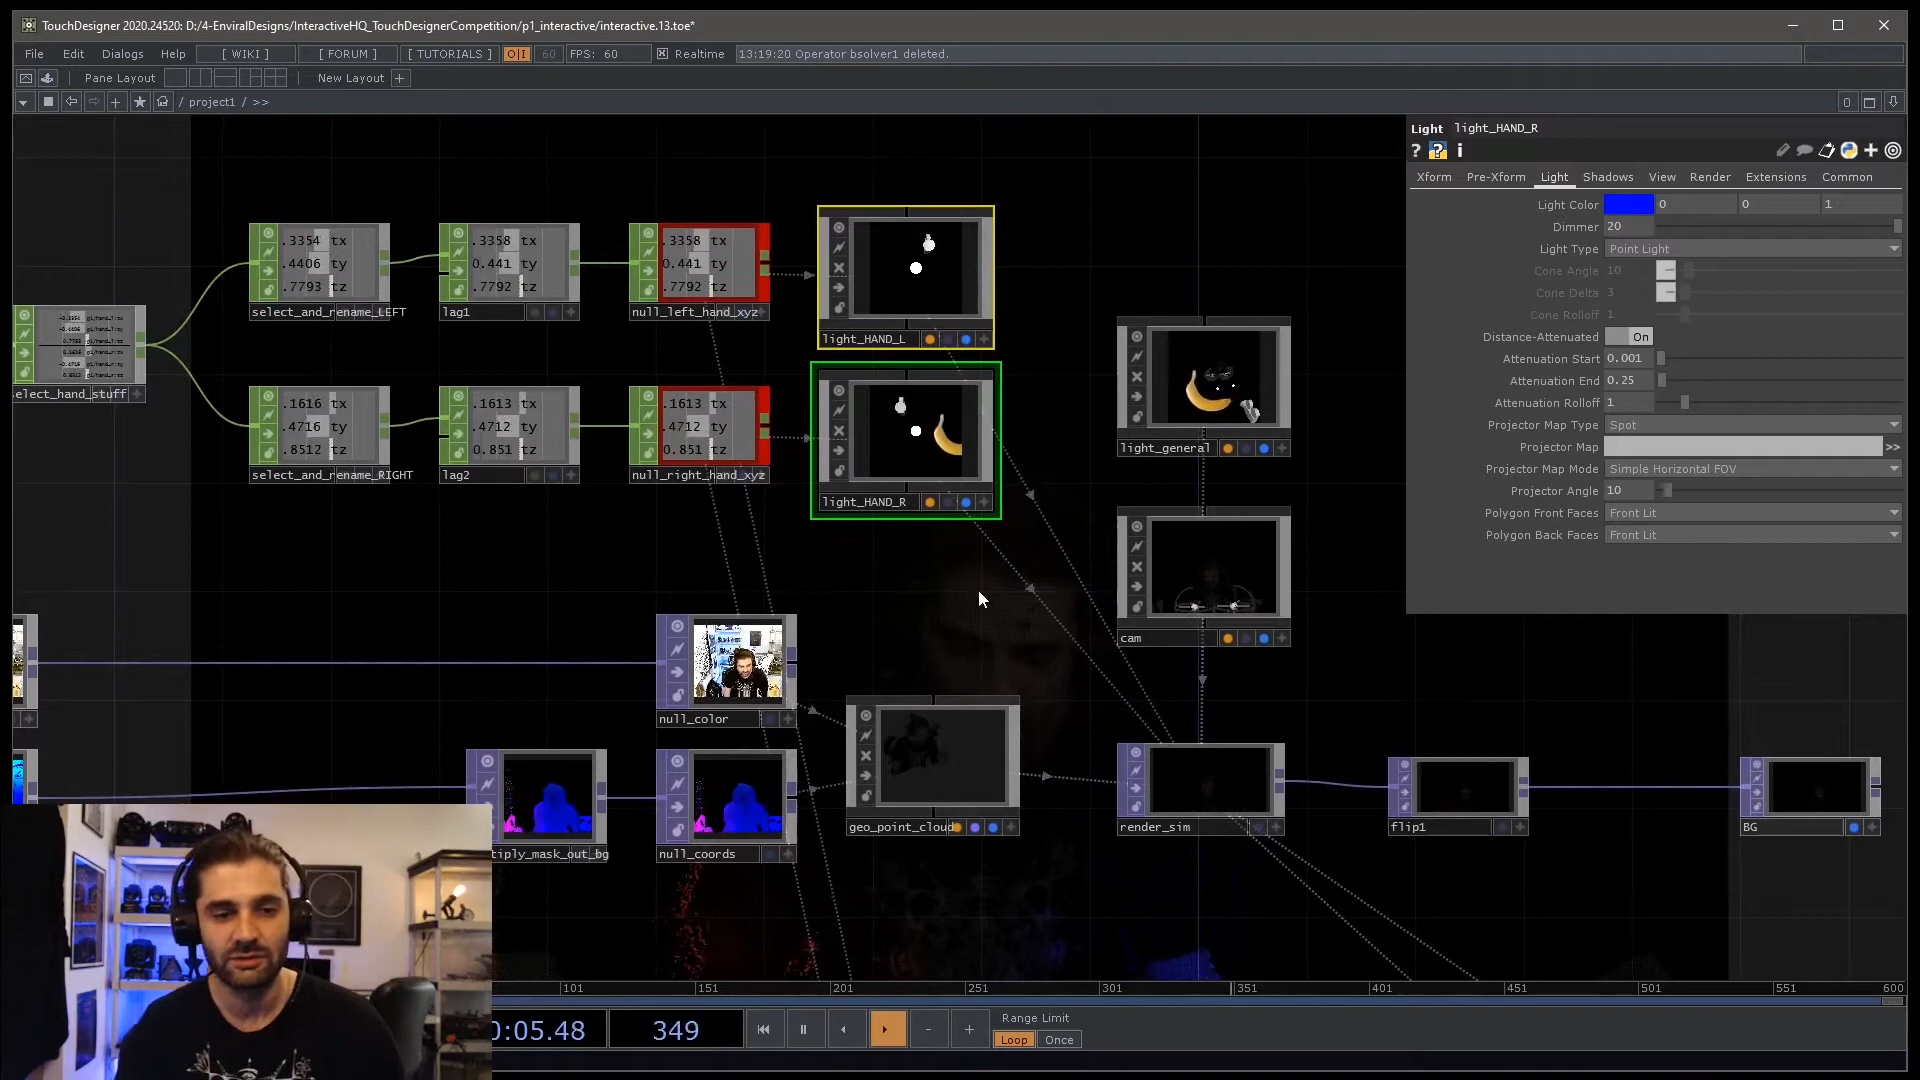 TouchDesigner 2020.24520: D:/4-EnviralDesigns/InteractiveHQ_TouchDesignerCompetition/p1_interactive/interactive.13.toe*
File Edit Dialogs Help [ WIKI ] [ FORUM ] [ TUTORIALS ] O|I 60 FPS: 60 Realtime 13:19:20 Operator bsolver1 deleted.
Pane Layout New Layout +
/ project1 / >> 0
Light light_HAND_R
? ? i
Xform Pre-Xform Light Shadows View Render Extensions Common
Light Color 0 0 1
Dimmer 20
Light Type Point Light
Cone Angle 10
Cone Delta 3
Cone Rolloff 1
Distance-Attenuated On
Attenuation Start 0.001
Attenuation End 0.25
Attenuation Rolloff 1
Projector Map Type Spot
Projector Map >>
Projector Map Mode Simple Horizontal FOV
Projector Angle 10
Polygon Front Faces Front Lit
Polygon Back Faces Front Lit
.3354 tx
.4406 ty
.7793 tz
select_and_rename_LEFT
.3358 tx
0.441 ty
.7792 tz
lag1
.3358 tx
0.441 ty
.7792 tz
null_left_hand_xyz
light_HAND_L
elect_hand_stuff
.1616 tx
.4716 ty
.8512 tz
select_and_rename_RIGHT
.1613 tx
.4712 ty
0.851 tz
lag2
.1613 tx
.4712 ty
0.851 tz
null_right_hand_xyz
light_HAND_R
light_general
cam
null_color
tiply_mask_out_bg
null_coords
geo_point_cloud
render_sim
flip1
BG
101 151 201 251 301 351 401 451 501 551 600
0:05.48 349
Range Limit
Loop Once